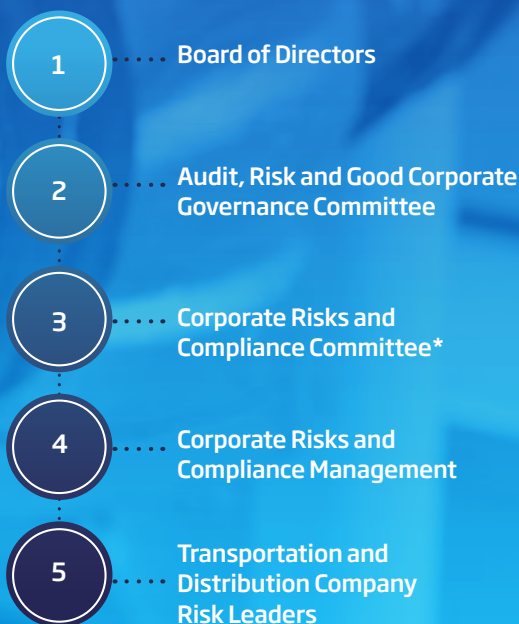 1
Board of Directors
2
Audit, Risk and Good Corporate
Governance Committee
3
Corporate Risks and
Compliance Committee*
4
Corporate Risks and
Compliance Management
5
Transportation and
Distribution Company
Risk Leaders